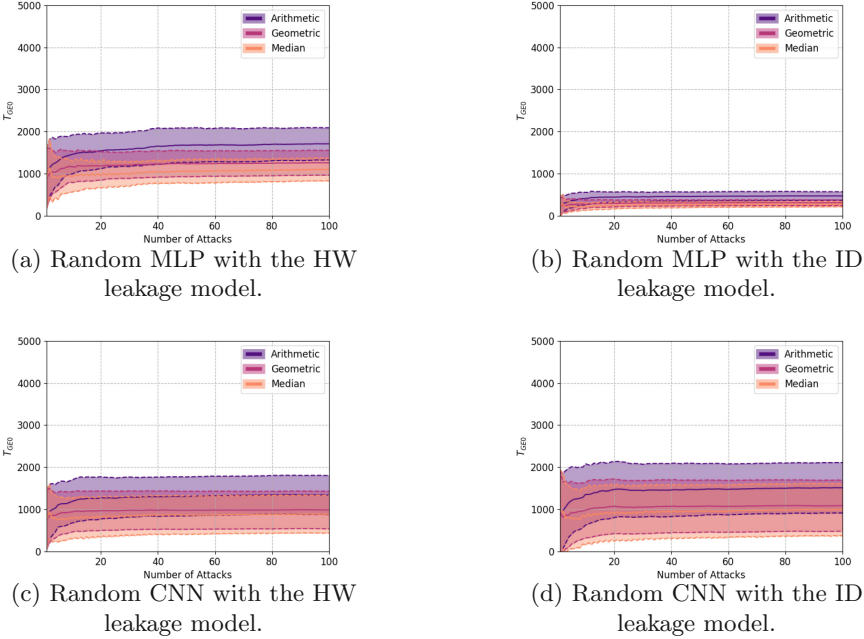 5000
4000
3000
2000
1000
0
T_GE0
20
40
60
80
100
Number of Attacks
Arithmetic
Geometric
Median
(a) Random MLP with the HW
leakage model.
5000
4000
3000
2000
1000
0
T_GE0
20
40
60
80
100
Number of Attacks
Arithmetic
Geometric
Median
(b) Random MLP with the ID
leakage model.
5000
4000
3000
2000
1000
0
T_GE0
20
40
60
80
100
Number of Attacks
Arithmetic
Geometric
Median
(c) Random CNN with the HW
leakage model.
5000
4000
3000
2000
1000
0
T_GE0
20
40
60
80
100
Number of Attacks
Arithmetic
Geometric
Median
(d) Random CNN with the ID
leakage model.